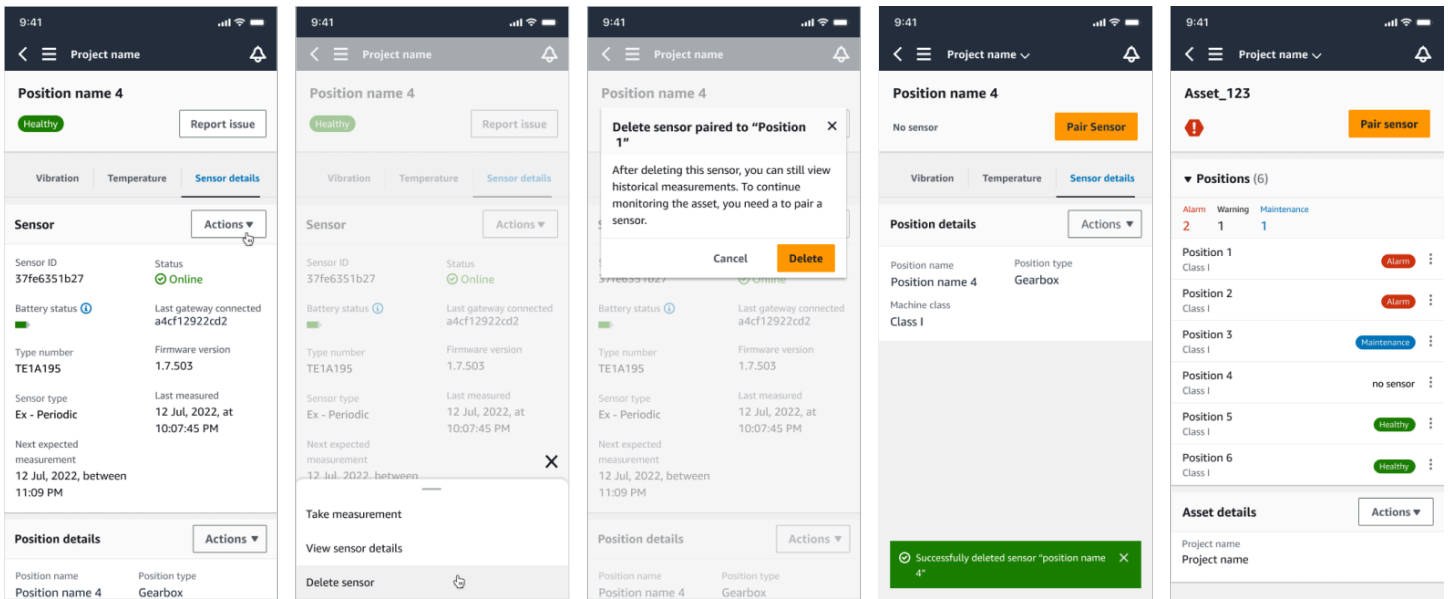 9:41
Project name
Position name 4
Healthy
Report issue
Vibration Temperature Sensor details
Sensor
Actions
Sensor ID
37fe6351b27
Status
Online
Battery status
Last gateway connected
a4cf12922cd2
Type number
TE1A195
Firmware version
1.7.503
Sensor type
Ex - Periodic
Last measured
12 Jul, 2022, at
10:07:45 PM
Next expected
measurement
12 Jul, 2022, between
11:09 PM
Position details
Actions
Position name
Position name 4
Position type
Gearbox
9:41
Project name
Position name 4
Healthy
Report issue
Vibration Temperature Sensor details
Sensor
Actions
Sensor ID
37fe6351b27
Status
Online
Battery status
Last gateway connected
a4cf12922cd2
Type number
TE1A195
Firmware version
1.7.503
Sensor type
Ex - Periodic
Last measured
12 Jul, 2022, at
10:07:45 PM
Next expected
measurement
12 Jul, 2022, between
Take measurement
View sensor details
Delete sensor
9:41
Project name
Position name 4
Delete sensor paired to “Position
1”
After deleting this sensor, you can still view
historical measurements. To continue
monitoring the asset, you need a to pair a
sensor.
Cancel
Delete
37fe6351b27
Online
Battery status
Last gateway connected
a4cf12922cd2
Type number
TE1A195
Firmware version
1.7.503
Sensor type
Ex - Periodic
Last measured
12 Jul, 2022, at
10:07:45 PM
Next expected
measurement
12 Jul, 2022, between
11:09 PM
Position details
Actions
Position name
Position name 4
Position type
Gearbox
9:41
Project name
Position name 4
No sensor
Pair Sensor
Vibration Temperature Sensor details
Position details
Actions
Position name
Position name 4
Position type
Gearbox
Machine class
Class I
Successfully deleted sensor “position name
4”
9:41
Project name
Asset_123
Pair sensor
Positions (6)
Alarm Warning Maintenance
2 1 1
Position 1
Class I
Alarm
Position 2
Class I
Alarm
Position 3
Class I
Maintenance
Position 4
Class I
no sensor
Position 5
Class I
Healthy
Position 6
Class I
Healthy
Asset details
Actions
Project name
Project name